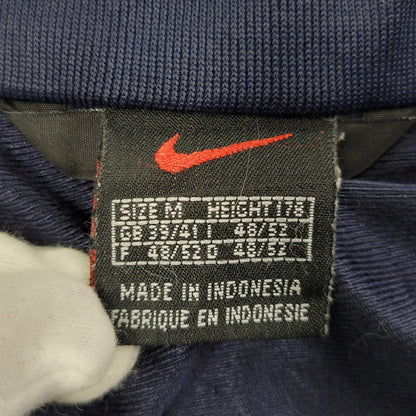 SIZE M HEIGHT 178
GB 39/41 I 48/52
F 48/52 D 48/52
MADE IN INDONESIA
FABRIQUE EN INDONESIE